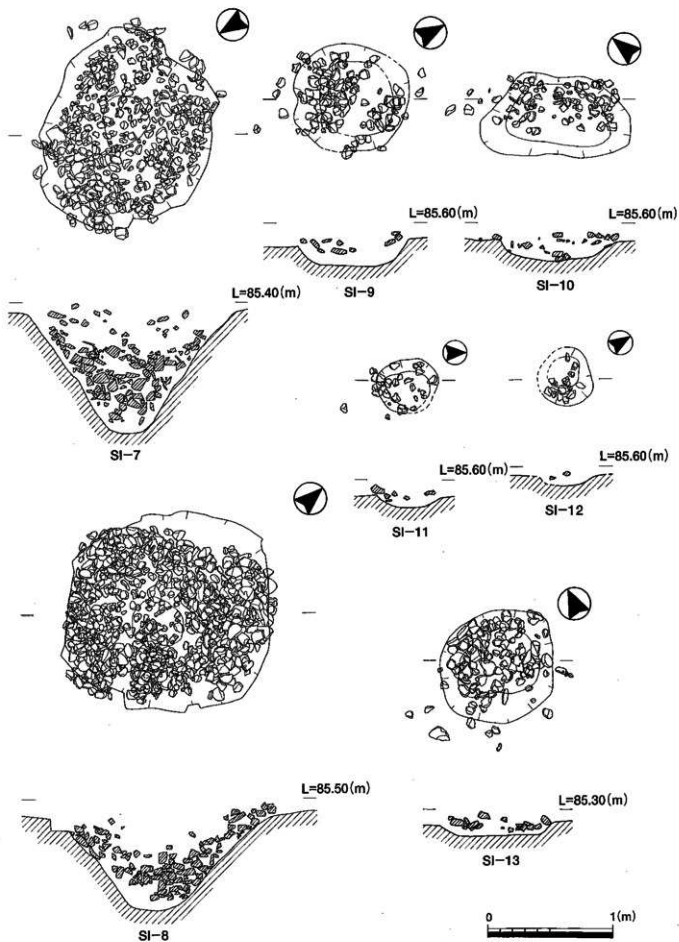 L=85.60(m)
L=85.60(m)
SI-9
SI-10
L=85.40(m)
SI-7
L=85.60(m)
L=85.60(m)
SI-11
SI-12
L=85.50(m)
SI-8
L=85.30(m)
SI-13
0 1(m)